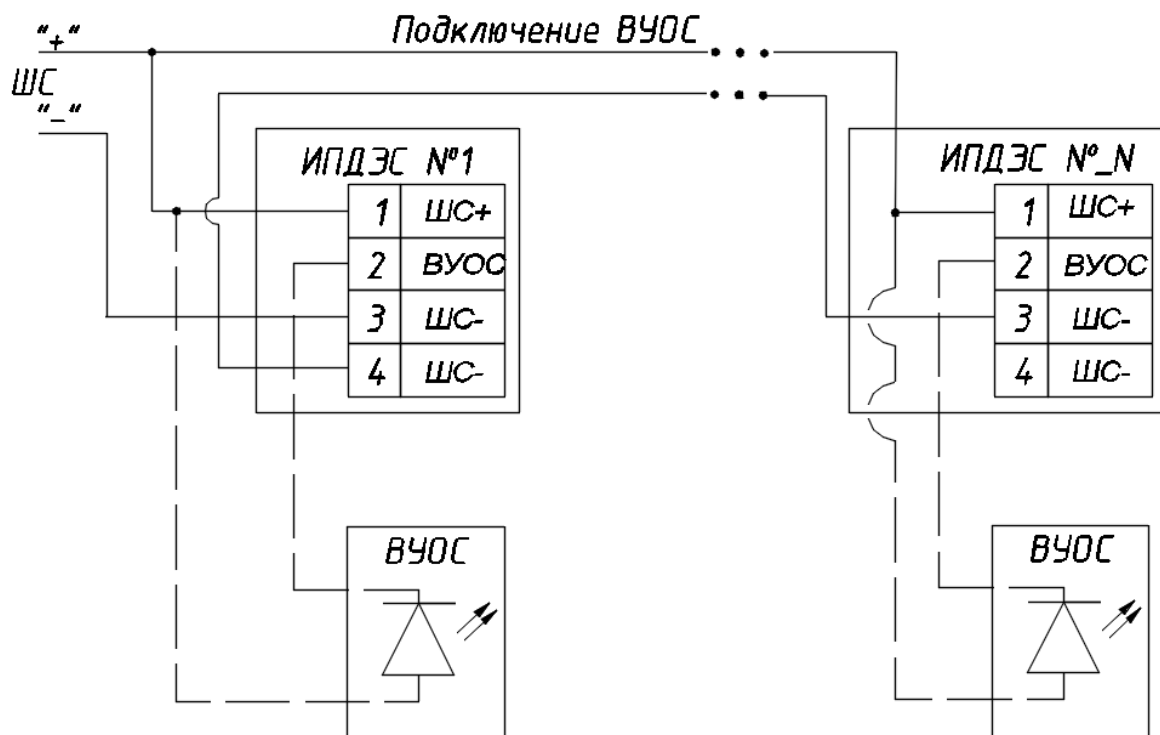 "+" Подключение ВУОС
ШС
"-"
ИПДЭС №1
1 ШС+
2 ВУОС
3 ШС-
4 ШС-
ИПДЭС №_N
1 ШС+
2 ВУОС
3 ШС-
4 ШС-
ВУОС
ВУОС